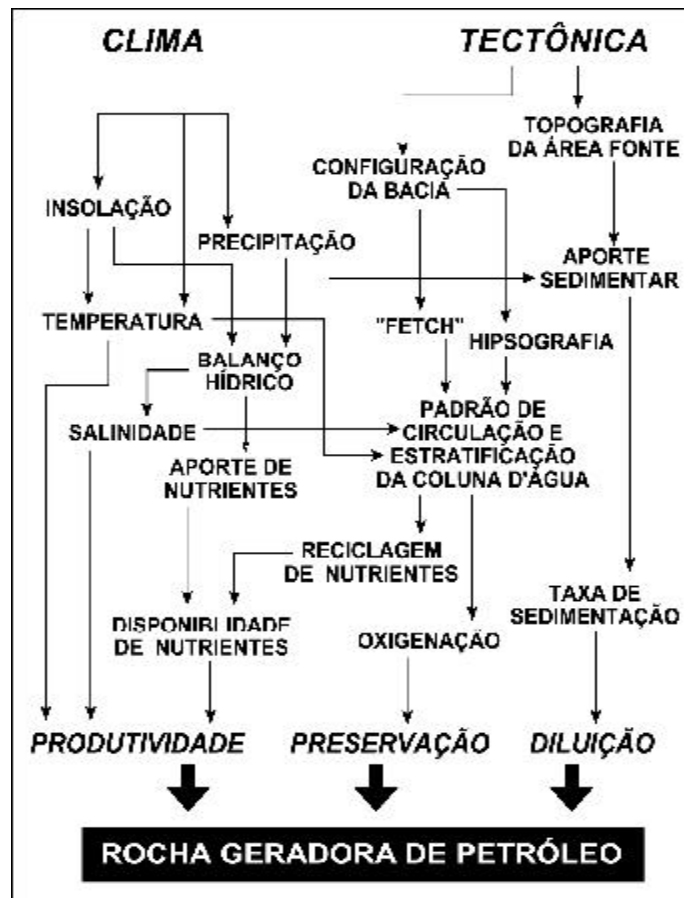 CLIMA
TECTÔNICA
TOPOGRAFIA
DA ÁREA FONTE
CONFIGURAÇÃO
DA BACIA
INSOLAÇÃO
PRECIPITAÇÃO
APORTE
SEDIMENTAR
TEMPERATURA
"FETCH"
HIPSOGRAFIA
BALANÇO
HÍDRICO
SALINIDADE
PADRÃO DE
CIRCULAÇÃO E
ESTRATIFICAÇÃO
DA COLUNA D'ÁGUA
APORTE DE
NUTRIENTES
RECICLAGEM
DE NUTRIENTES
TAXA DE
SEDIMENTAÇÃO
DISPONIBLIDADE
DE NUTRIENTES
OXIGENAÇÃO
PRODUTIVIDADE
PRESERVAÇÃO
DILUIÇÃO
ROCHA GERADORA DE PETRÓLEO